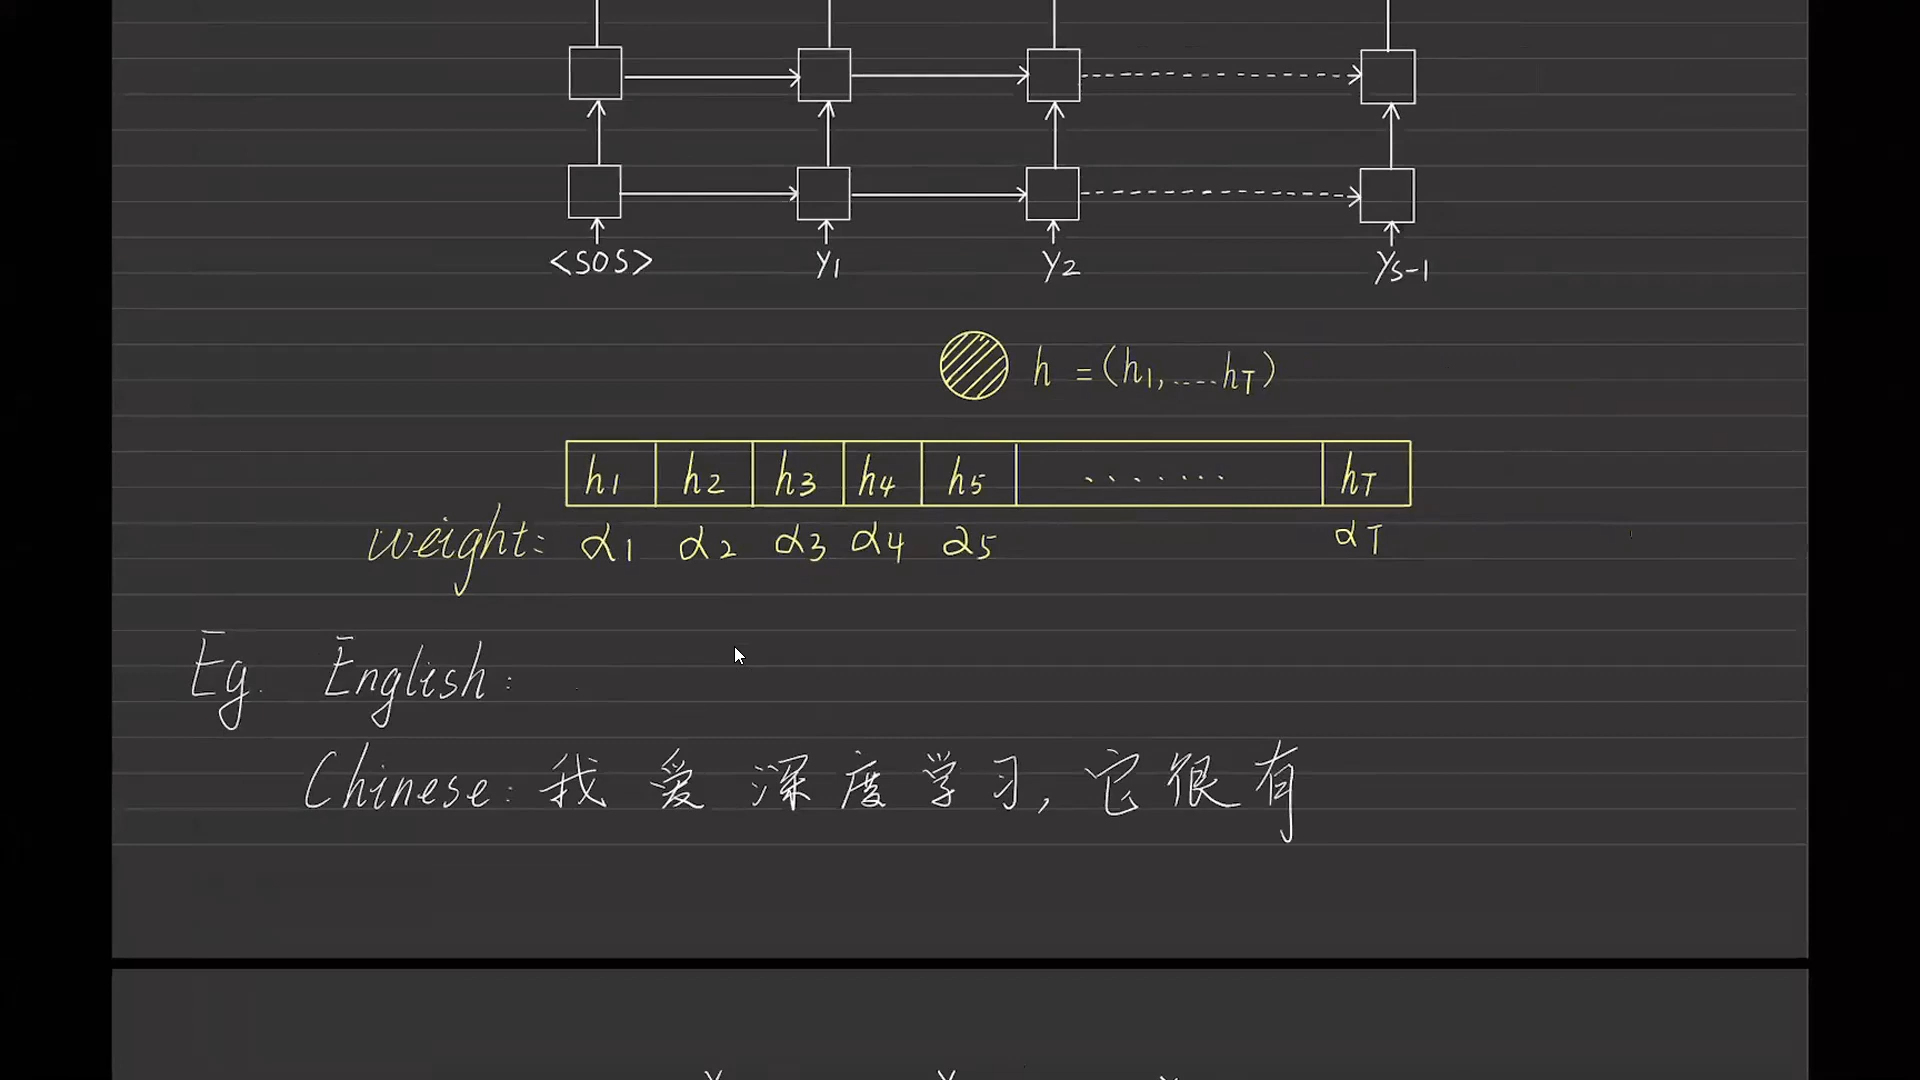 <SOS> y1 y2 ys-1
h = (h1, .... hT)
h1 h2 h3 h4 h5 ....... hT
weight: α1 α2 α3 α4 α5 αT
Eg. English:
Chinese: 我爱深度学习, 它很有